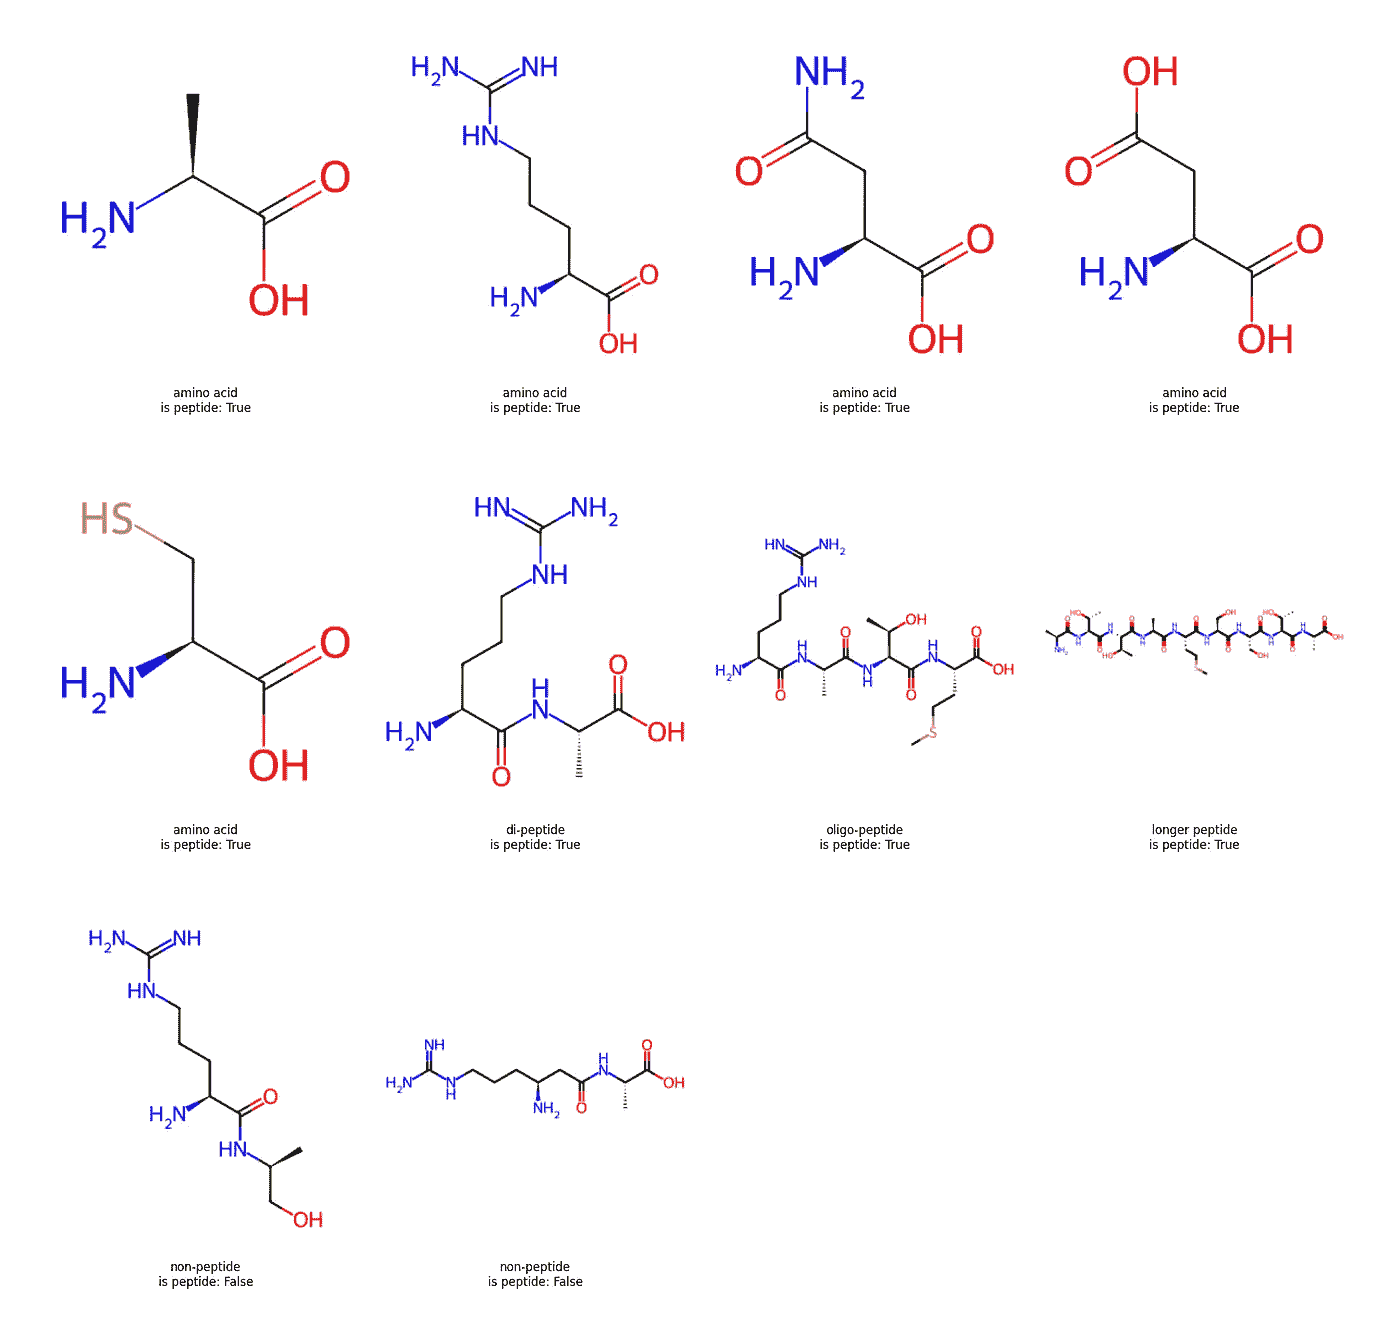 NH₂
OH
H₂N
NH
HN
O
O
O
H₂N
OH
H₂N
O
OH
H₂N
O
OH
H₂N
O
OH
amino acid
is peptide: True
amino acid
is peptide: True
amino acid
is peptide: True
amino acid
is peptide: True
HS
H₂N
O
OH
HN
NH₂
NH
H₂N
O
H
N
O
OH
HN
NH₂
NH
H₂N
O
H
N
O
N
H
OH
O
H
N
O
OH
S
amino acid
is peptide: True
di-peptide
is peptide: True
oligo-peptide
is peptide: True
longer peptide
is peptide: True
H₂N
NH
HN
H₂N
O
HN
OH
NH
H₂N
N
H
NH₂
O
H
N
O
OH
non-peptide
is peptide: False
non-peptide
is peptide: False